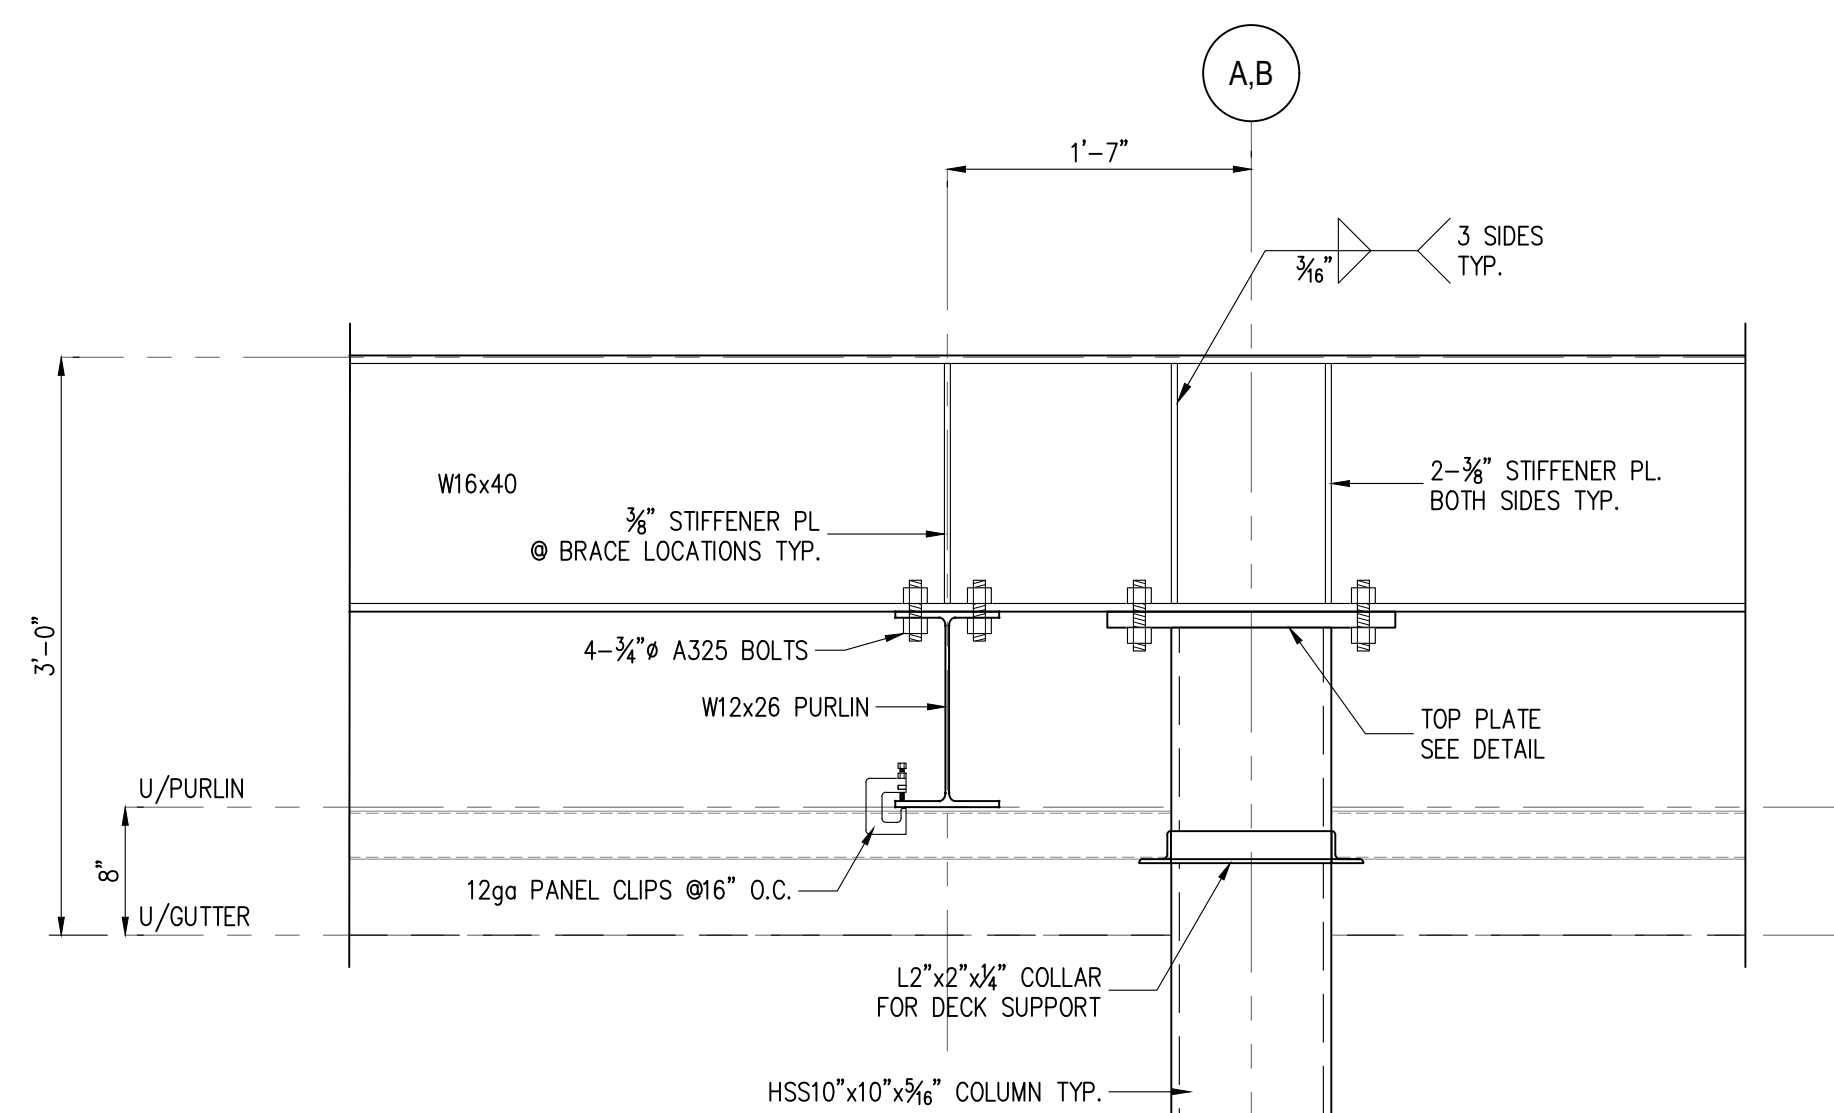 A,B
1'-7"
3 SIDES
3/16"
TYP.
W16x40
2-3/8" STIFFENER PL.
BOTH SIDES TYP.
3/8" STIFFENER PL
@ BRACE LOCATIONS TYP.
3'-0"
4-3/4"ø A325 BOLTS
W12x26 PURLIN
TOP PLATE
SEE DETAIL
U/PURLIN
8"
12ga PANEL CLIPS @16" O.C.
U/GUTTER
L2"x2"x1/4" COLLAR
FOR DECK SUPPORT
HSS10"x10"x5/16" COLUMN TYP.